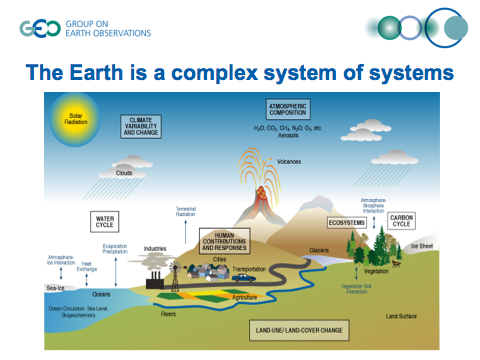 GEO GROUP ON
EARTH OBSERVATIONS
The Earth is a complex system of systems
Solar
Radiation
CLIMATE
VARIABILITY
AND CHANGE
ATMOSPHERIC
COMPOSITION
H₂O, CO₂, CH₄, N₂O, O₃, etc
Aerosols
Clouds
Volcanoes
WATER
CYCLE
Terrestrial
Radiation
Atmosphere-
Biosphere
Interaction
ECOSYSTEMS
CARBON
CYCLE
HUMAN
CONTRIBUTIONS
AND RESPONSES
Evaporation
Precipitation
Industries
Cities
Glaciers
Ice Sheet
Atmosphere-
Ice Interaction
Heat
Exchange
Transportation
Vegetation
Sea-Ice
Oceans
Agriculture
Vegetation-Soil
Interaction
Ocean Circulation, Sea Level,
Biogeochemistry
Rivers
Land Surface
LAND-USE/ LAND-COVER CHANGE